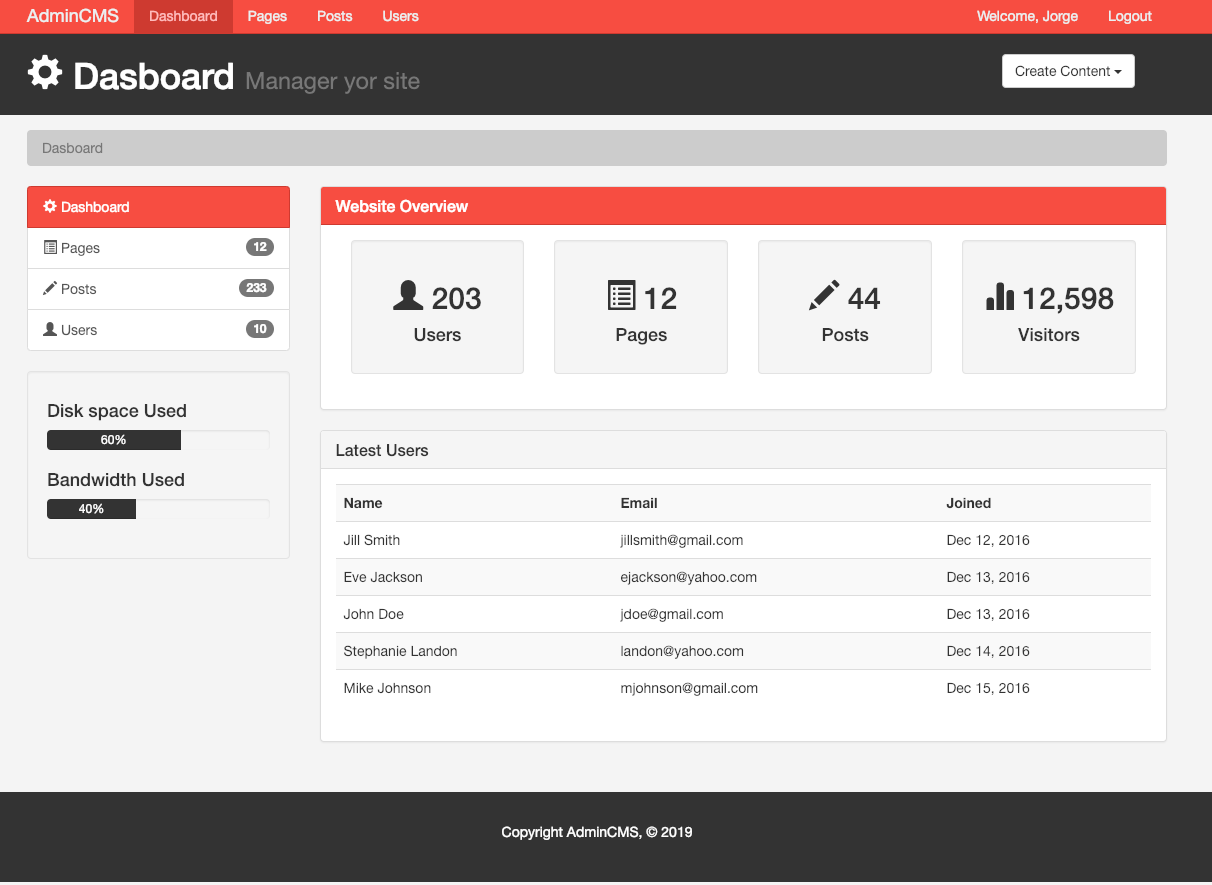 AdminCMS Dashboard Pages Posts Users Welcome, Jorge Logout
Dasboard Manager yor site Create Content
Dasboard
Dashboard
Pages 12
Posts 233
Users 10
Disk space Used
60%
Bandwidth Used
40%
Website Overview
203
Users
12
Pages
44
Posts
12,598
Visitors
Latest Users
Name Email Joined
Jill Smith jillsmith@gmail.com Dec 12, 2016
Eve Jackson ejackson@yahoo.com Dec 13, 2016
John Doe jdoe@gmail.com Dec 13, 2016
Stephanie Landon landon@yahoo.com Dec 14, 2016
Mike Johnson mjohnson@gmail.com Dec 15, 2016
Copyright AdminCMS, © 2019